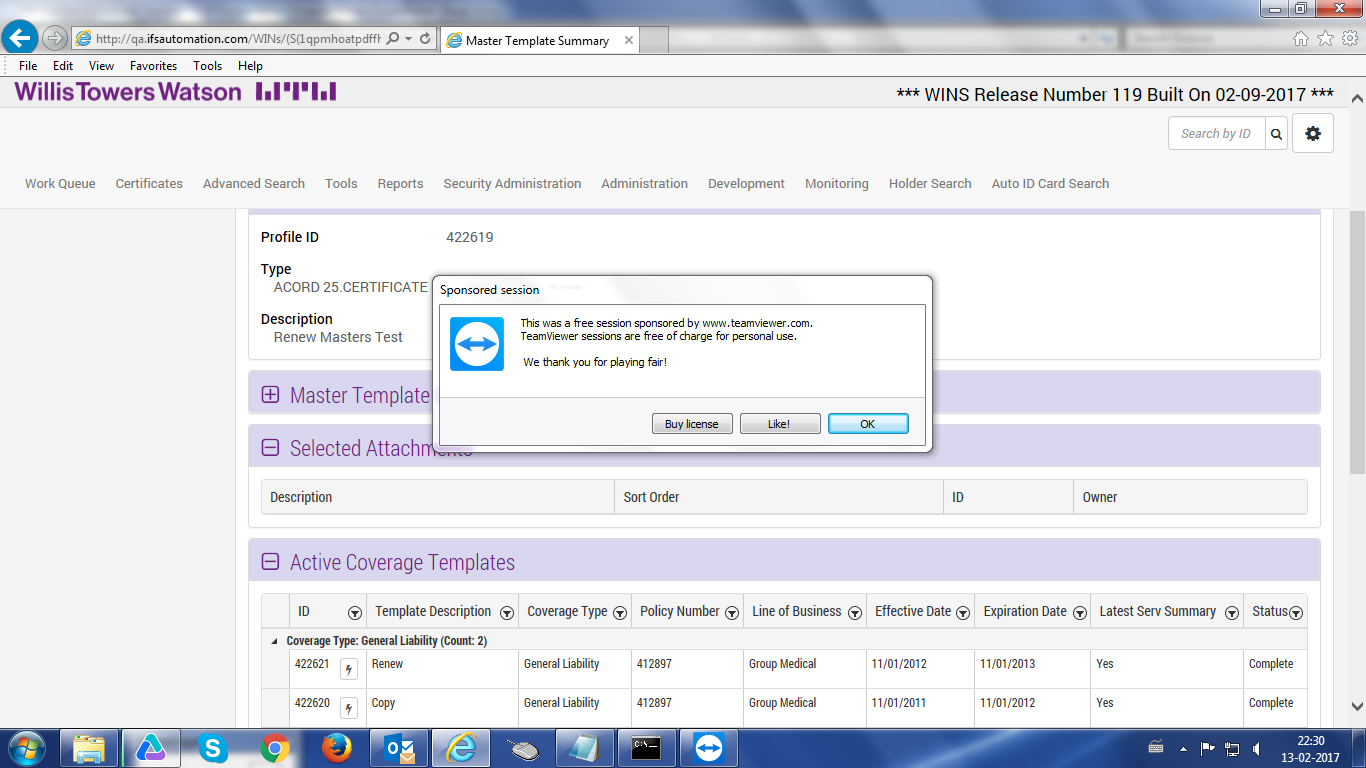 http://qa.ifsautomation.com/WINs/(S(1qpmhoatpdffl
Master Template Summary
File Edit View Favorites Tools Help
Willis Towers Watson
*** WINS Release Number 119 Built On 02-09-2017 ***
Search by ID
Work Queue Certificates Advanced Search Tools Reports Security Administration Administration Development Monitoring Holder Search Auto ID Card Search
Profile ID 422619
Type
ACORD 25.CERTIFICATE
Description
Renew Masters Test
Sponsored session
This was a free session sponsored by www.teamviewer.com.
TeamViewer sessions are free of charge for personal use.
We thank you for playing fair!
Buy license Like! OK
Master Template
Selected Attachments
Description Sort Order ID Owner
Active Coverage Templates
ID Template Description Coverage Type Policy Number Line of Business Effective Date Expiration Date Latest Serv Summary Status
Coverage Type: General Liability (Count: 2)
422621 Renew General Liability 412897 Group Medical 11/01/2012 11/01/2013 Yes Complete
422620 Copy General Liability 412897 Group Medical 11/01/2011 11/01/2012 Yes Complete
22:30
13-02-2017